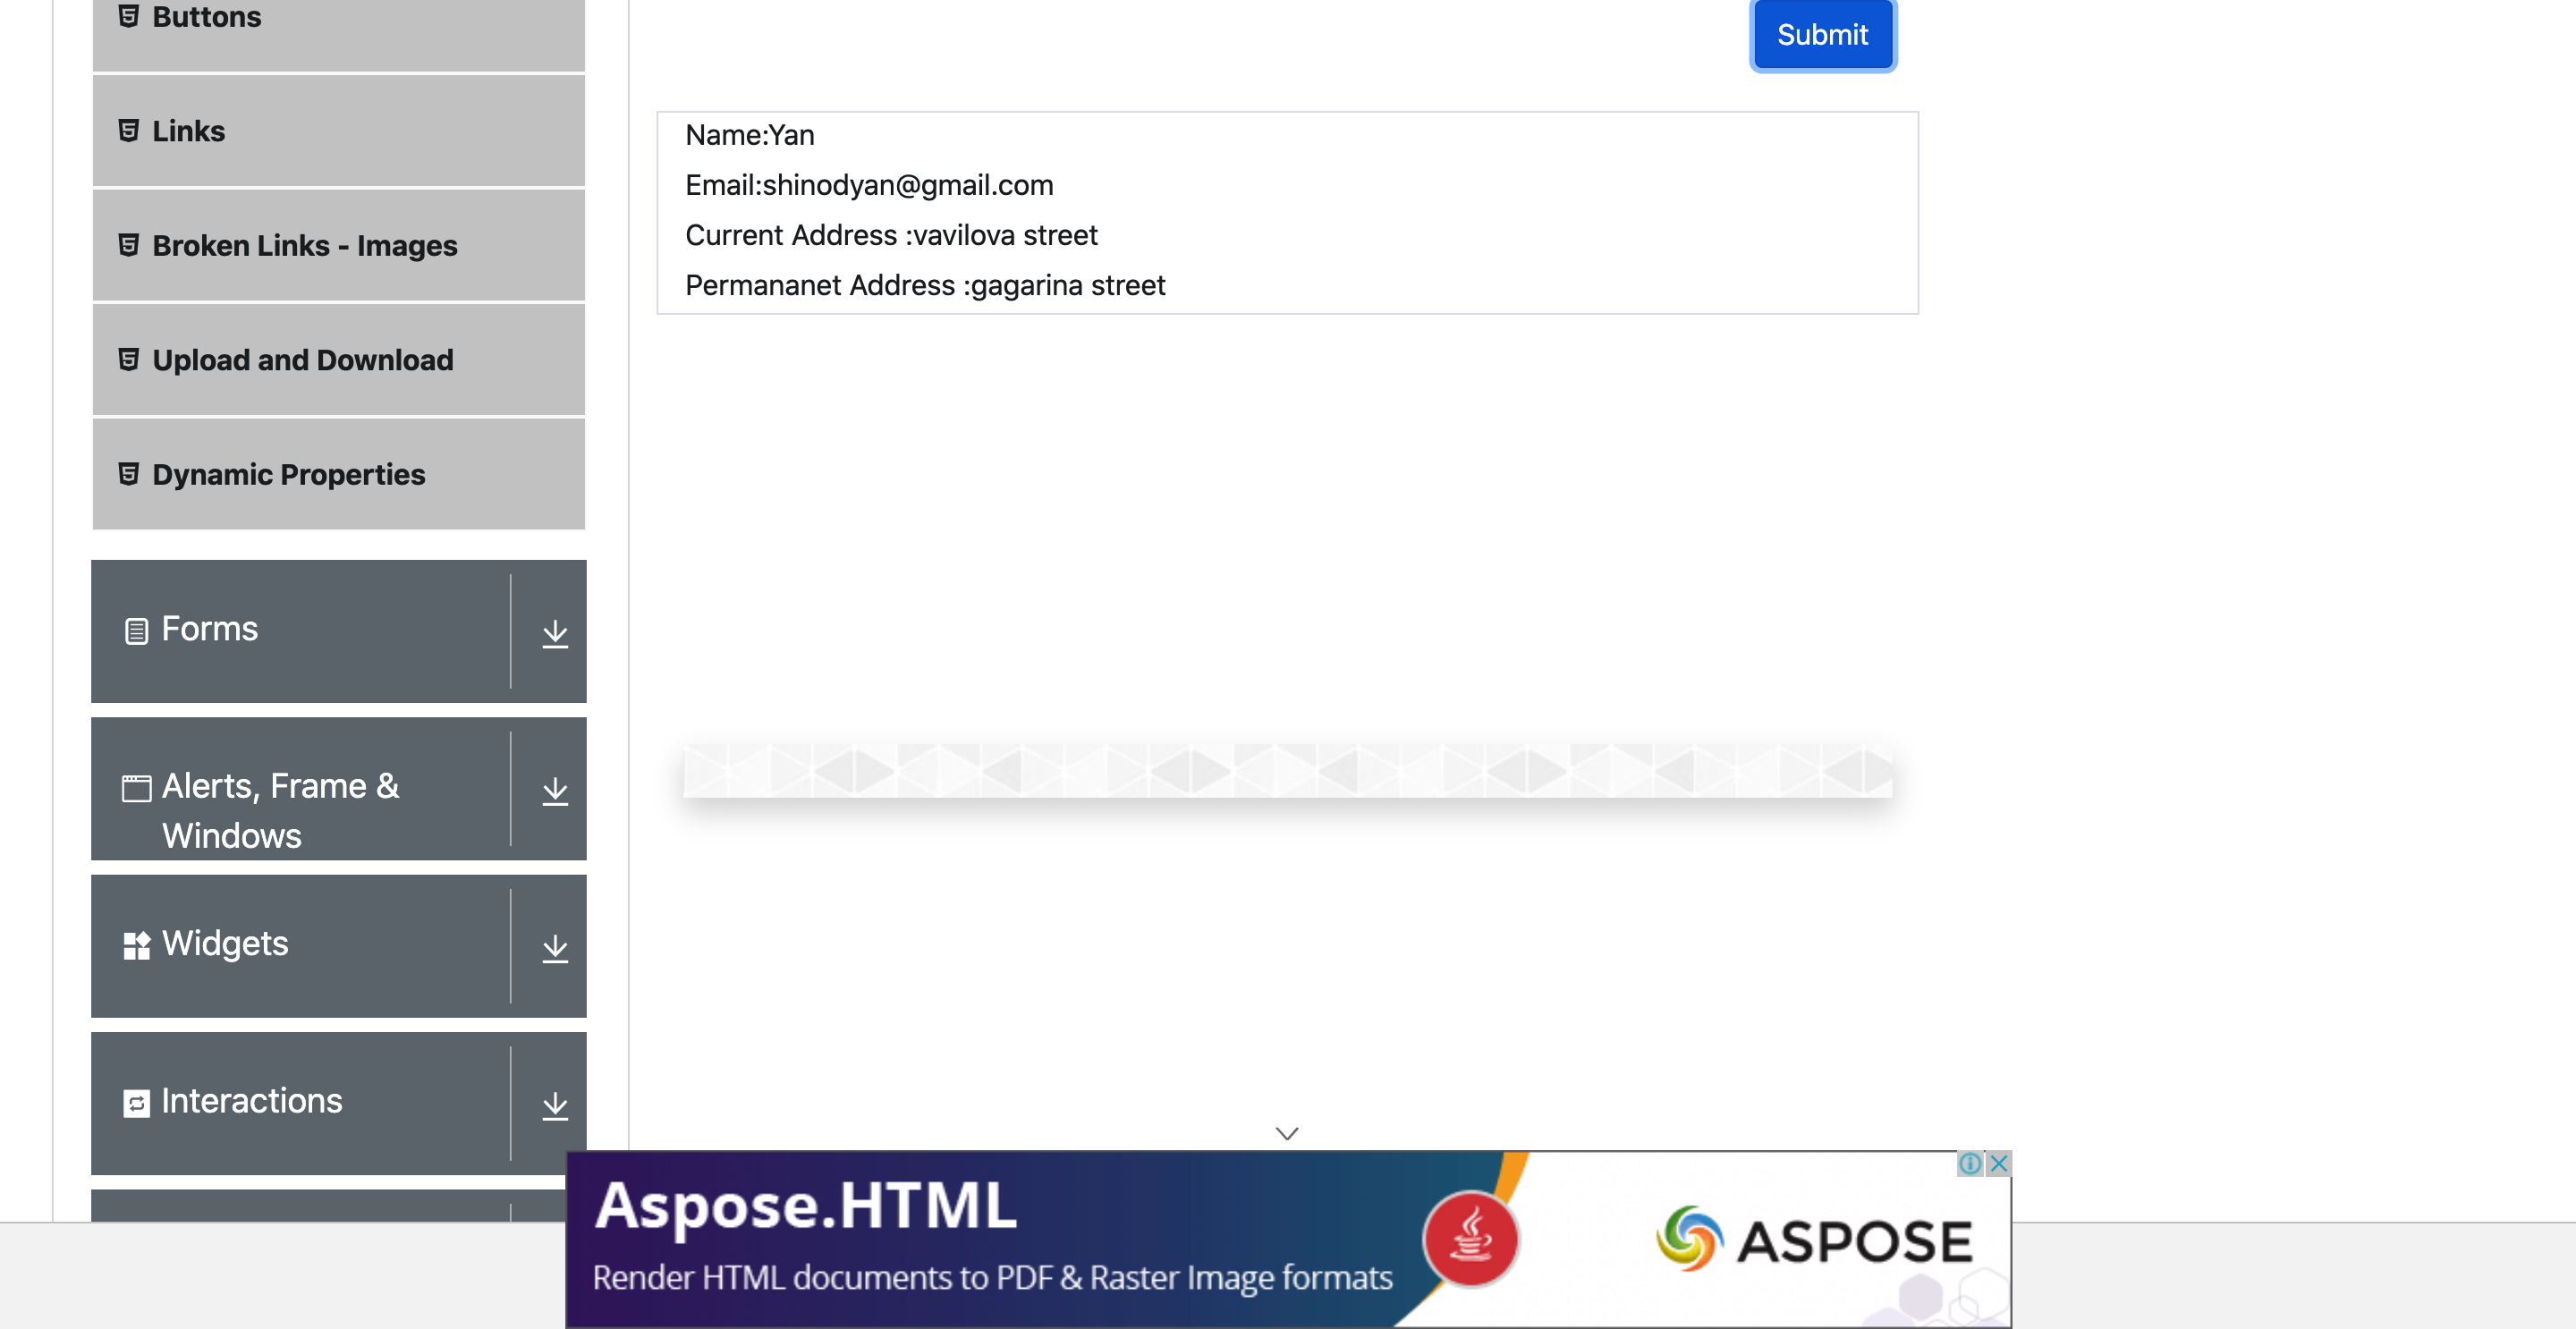 Buttons
Links
Broken Links - Images
Upload and Download
Dynamic Properties
Forms
Alerts, Frame &
Windows
Widgets
Interactions
Submit
Name:Yan
Email:shinodyan@gmail.com
Current Address :vavilova street
Permananet Address :gagarina street
Aspose.HTML
Render HTML documents to PDF & Raster Image formats
ASPOSE